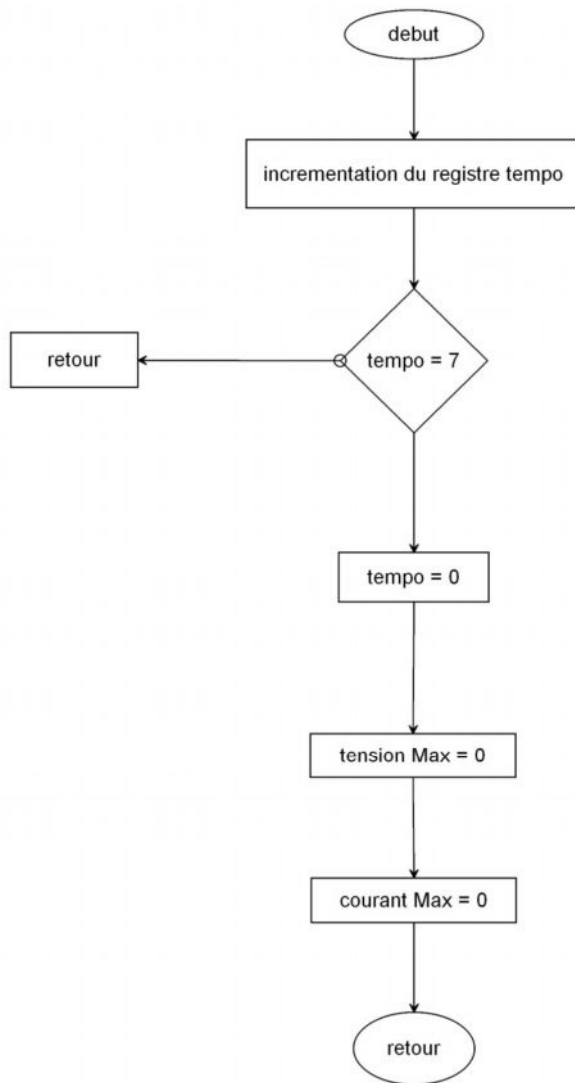 debut
incrementation du registre tempo
retour
tempo = 7
tempo = 0
tension Max = 0
courant Max = 0
retour